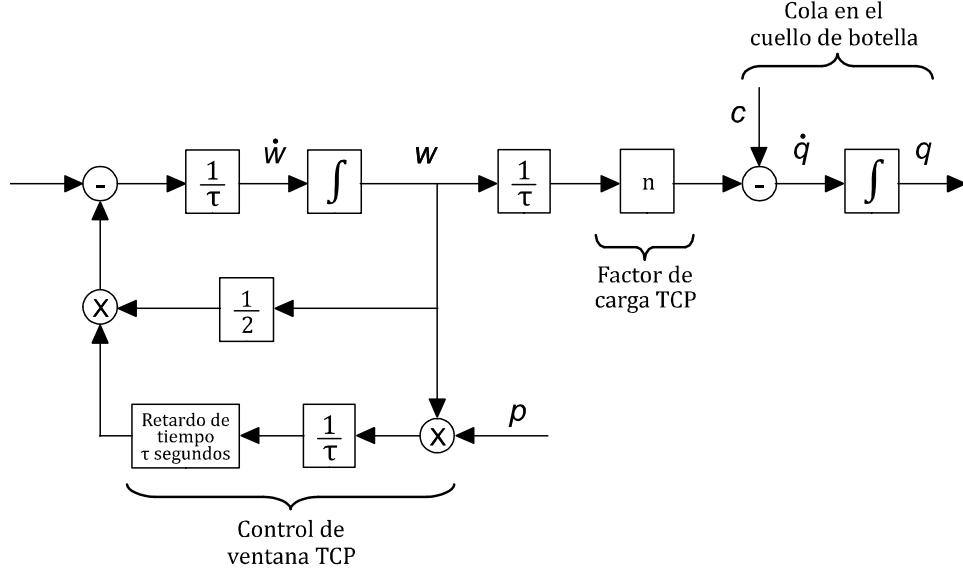 Cola en el
cuello de botella
c
-
1
τ
ẇ
∫
w
1
τ
n
-
q̇
∫
q
Factor de
carga TCP
X
1
2
Retardo de
tiempo
τ segundos
1
τ
X
p
Control de
ventana TCP